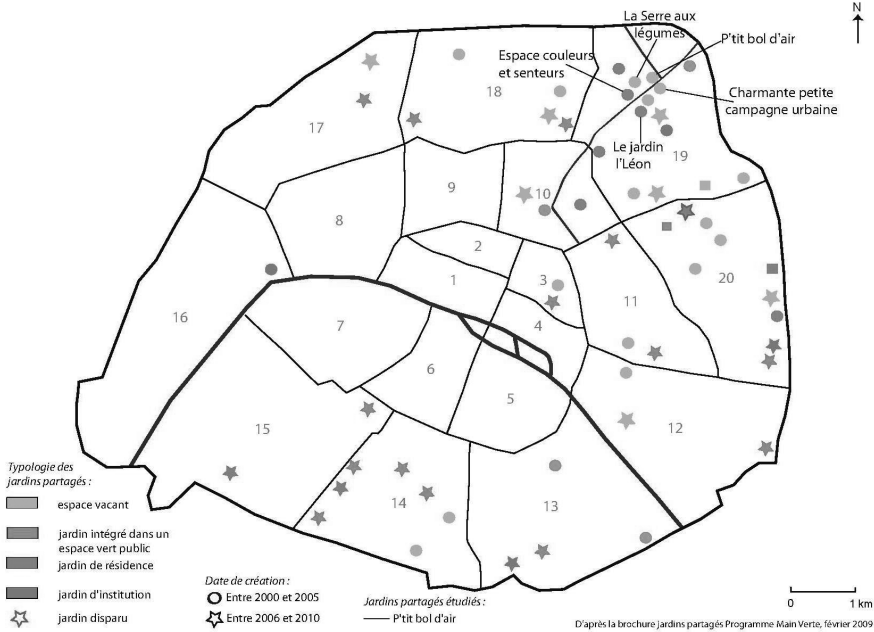 La Serre aux
légumes
N
P'tit bol d'air
Espace couleurs
et senteurs
18
Charmante petite
campagne urbaine
17
Le jardin
l'Léon
19
9
10
8
2
3
1
11
20
16
7
4
6
5
15
12
14
13
Typologie des
jardins partagés :
espace vacant
jardin intégré dans un
espace vert public
jardin de résidence
jardin d'institution
jardin disparu
Date de création :
Entre 2000 et 2005
Entre 2006 et 2010
Jardins partagés étudiés :
P'tit bol d'air
0 1 km
D'après la brochure Jardins partagés Programme Main Verte, février 2009